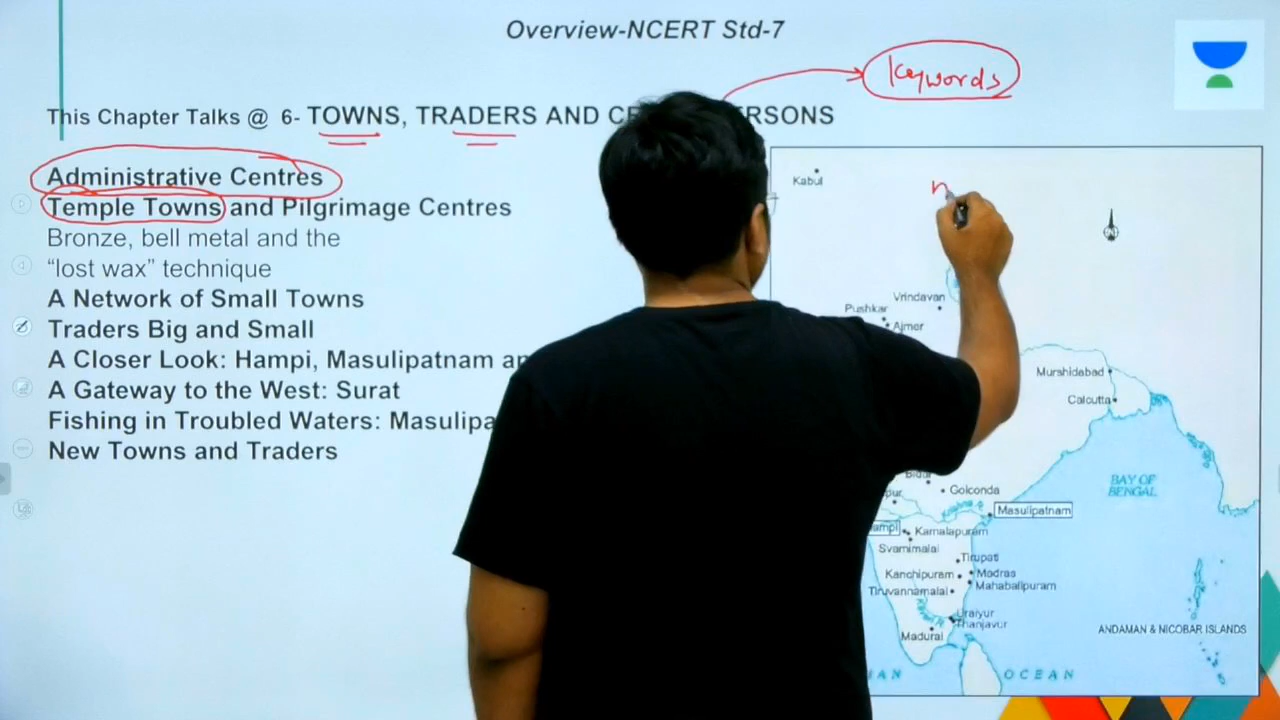 Overview-NCERT Std-7
Keywords
This Chapter Talks @ 6- TOWNS, TRADERS AND
Administrative Centres
Temple Towns and Pilgrimage Centres
Bronze, bell metal and the
“lost wax” technique
A Network of Small Towns
Traders Big and Small
A Closer Look: Hampi, Masulipatnam
A Gateway to the West: Surat
Fishing in Troubled Waters:
New Towns and Traders
Kabul
N
Vrindavan
Pushkar
Ajmer
Murshidabad
Calcutta
BAY OF
BENGAL
Golconda
Krishna
Masulipatnam
Kamalapuram
Svamimalai
Tirupati
Kanchipuram
Madras
Mahabalipuram
Tiruvannamalai
Uraiyur
Thanjavur
Madurai
ANDAMAN & NICOBAR ISLANDS
OCEAN